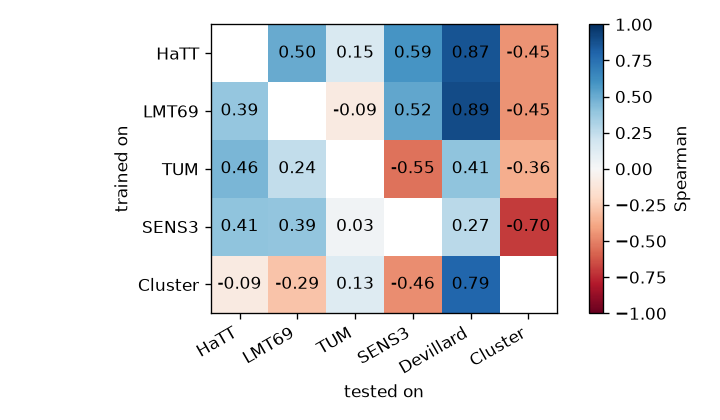 HaTT 0.50 0.15 0.59 0.87 -0.45
LMT69 0.39 -0.09 0.52 0.89 -0.45
TUM 0.46 0.24 -0.55 0.41 -0.36
SENS3 0.41 0.39 0.03 0.27 -0.70
Cluster -0.09 -0.29 0.13 -0.46 0.79
trained on
HaTT LMT69 TUM SENS3 Devillard Cluster
tested on
1.00
0.75
0.50
0.25
0.00
−0.25
−0.50
−0.75
−1.00
Spearman